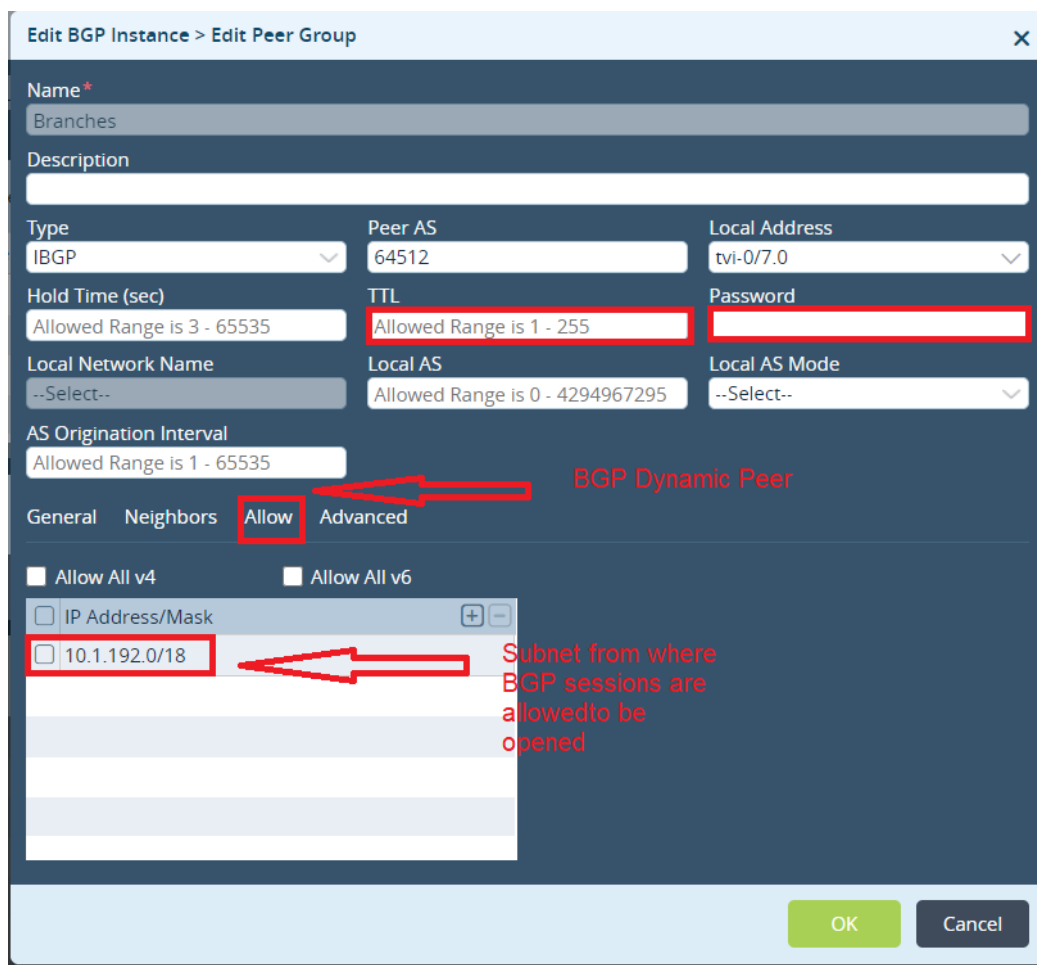 Edit BGP Instance > Edit Peer Group
Name*
Branches
Description
Type Peer AS Local Address
IBGP 64512 tvi-0/7.0
Hold Time (sec) TTL Password
Allowed Range is 3 - 65535 Allowed Range is 1 - 255
Local Network Name Local AS Local AS Mode
--Select-- Allowed Range is 0 - 4294967295 --Select--
AS Origination Interval
Allowed Range is 1 - 65535
BGP Dynamic Peer
General Neighbors Allow Advanced
Allow All v4 Allow All v6
IP Address/Mask
10.1.192.0/18
Subnet from where
BGP sessions are
allowedto be
opened
OK Cancel